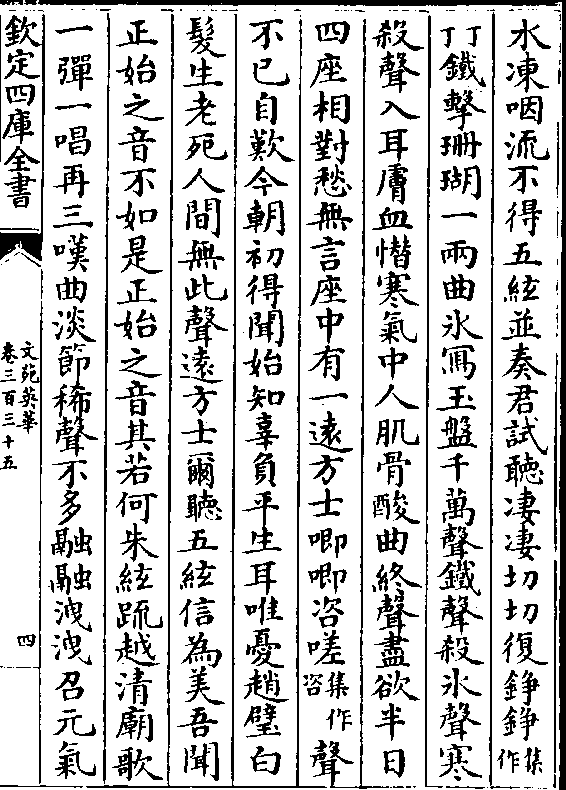 水凍咽流不得五絃並奏君試聽凄凄切切復錚錚集作
丁丁鐵擊珊瑚一兩曲氷冩玉盤千萬聲鐵聲殺氷聲寒
殺聲入耳膚血憯寒氣中人肌骨酸曲終聲盡欲半日
四座相對愁無言座中有一遠方士唧唧咨嗟集作咨聲
不已自歎今朝初得聞始知辜負平生耳唯憂趙璧白
髮生老死人間無此聲遠方士爾聽五絃信為美吾聞
正始之音不如是正始之音其若何朱絃䟽越清廟歌
一彈一唱再三嘆曲淡節稀聲不多融融洩洩召元氣
欽定四庫全書
文苑英華
卷三百三十五
四